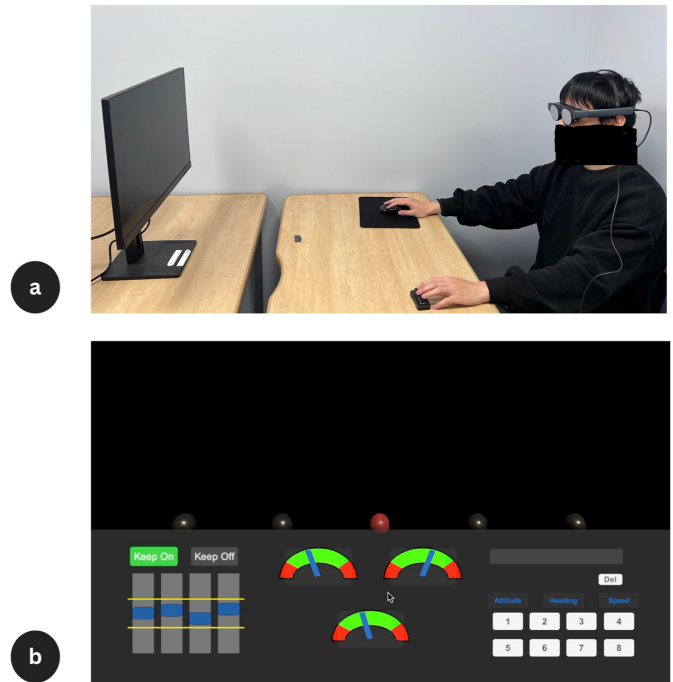 a
Keep On Keep Off
Del
Altitude Heading Speed
1 2 3 4
5 6 7 8
b